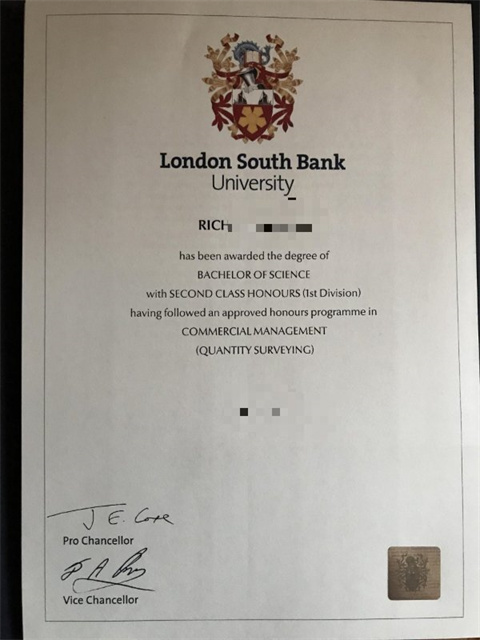 London South Bank
University
has been awarded the degree of
BACHELOR OF SCIENCE
with SECOND CLASS HONOURS (1st Division)
having followed an approved honours programme in
COMMERCIAL MANAGEMENT
(QUANTITY SURVEYING)
J E. Cope
Pro Chancellor
Vice Chancellor